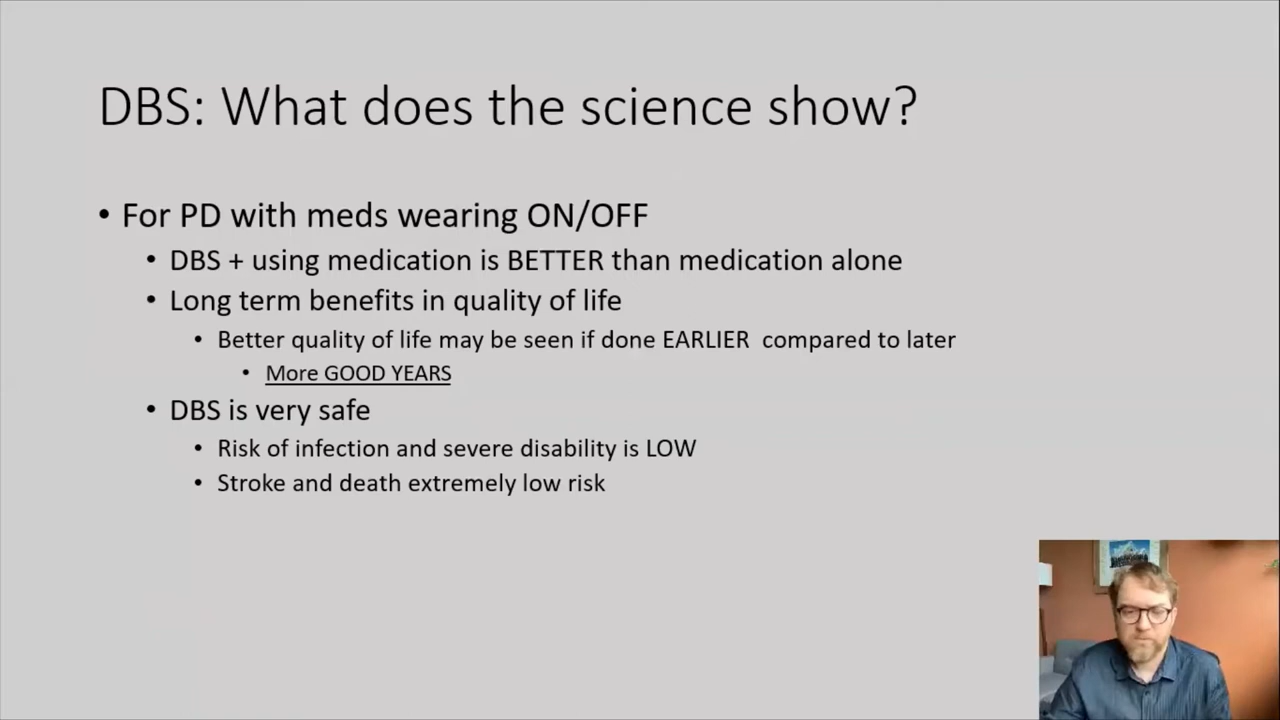 DBS: What does the science show?
• For PD with meds wearing ON/OFF
• DBS + using medication is BETTER than medication alone
• Long term benefits in quality of life
• Better quality of life may be seen if done EARLIER  compared to later
• More GOOD YEARS
• DBS is very safe
• Risk of infection and severe disability is LOW
• Stroke and death extremely low risk